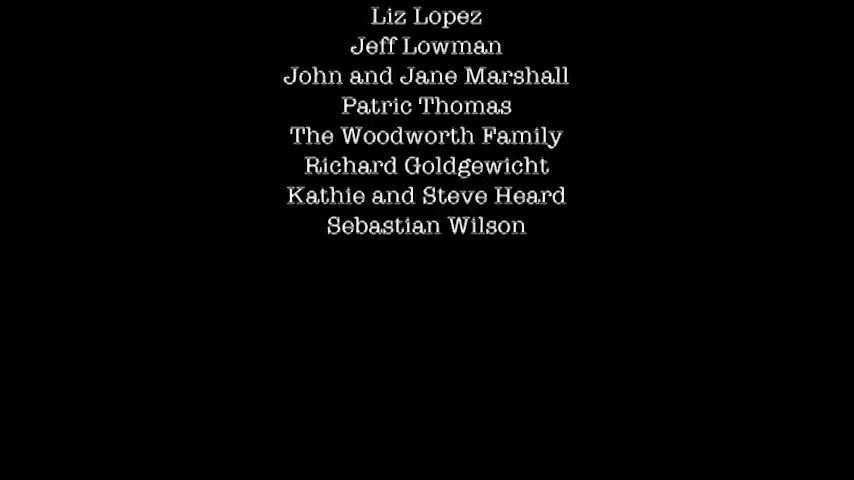 Liz Lopez
Jeff Lowman
John and Jane Marshall
Patric Thomas
The Woodworth Family
Richard Goldgewicht
Kathie and Steve Heard
Sebastian Wilson